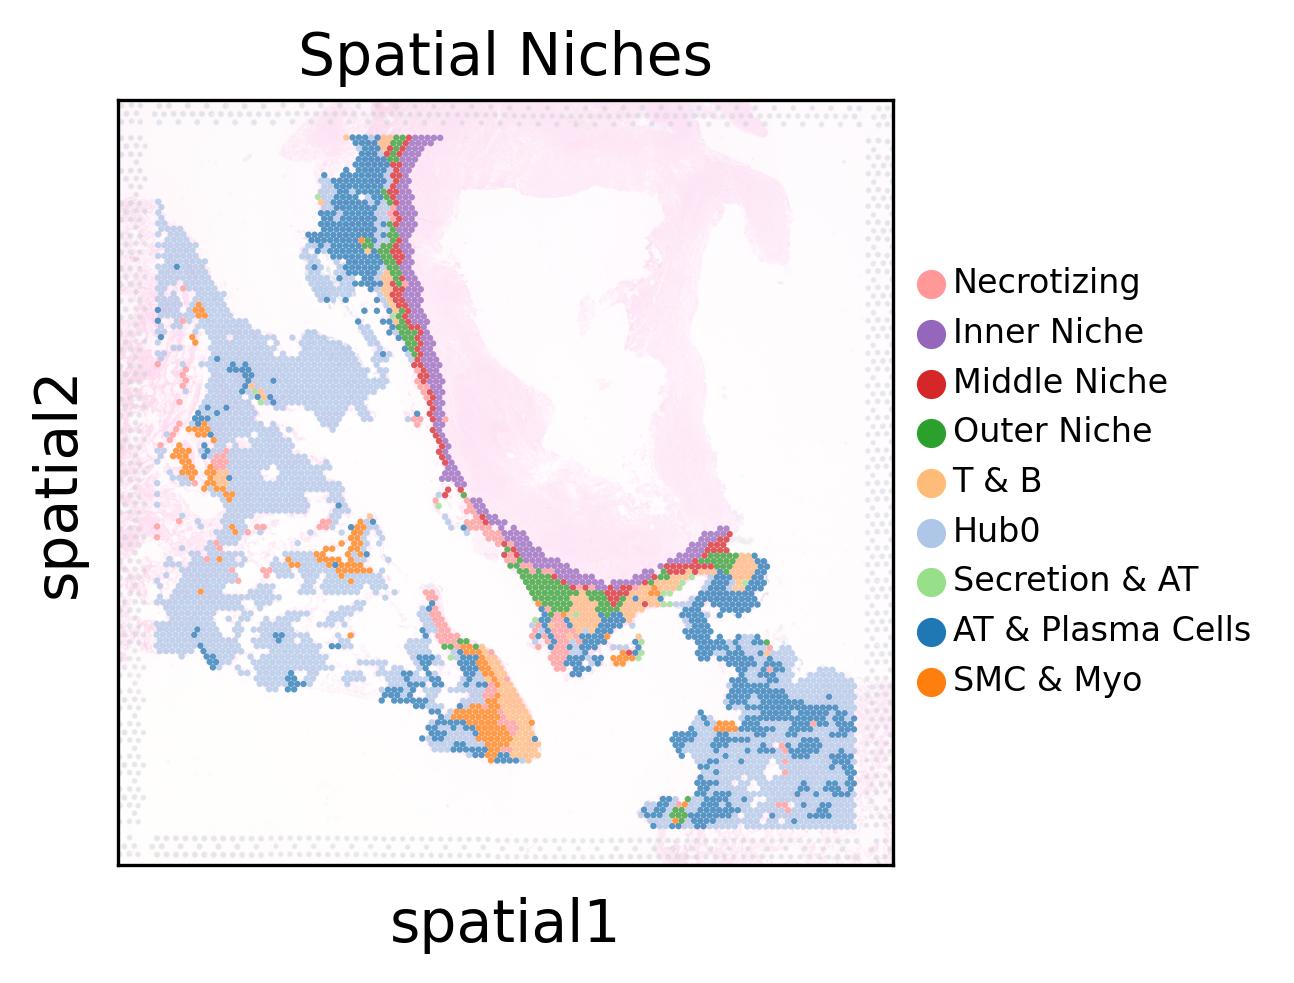 Spatial Niches
spatial2
spatial1
Necrotizing
Inner Niche
Middle Niche
Outer Niche
T & B
Hub0
Secretion & AT
AT & Plasma Cells
SMC & Myo